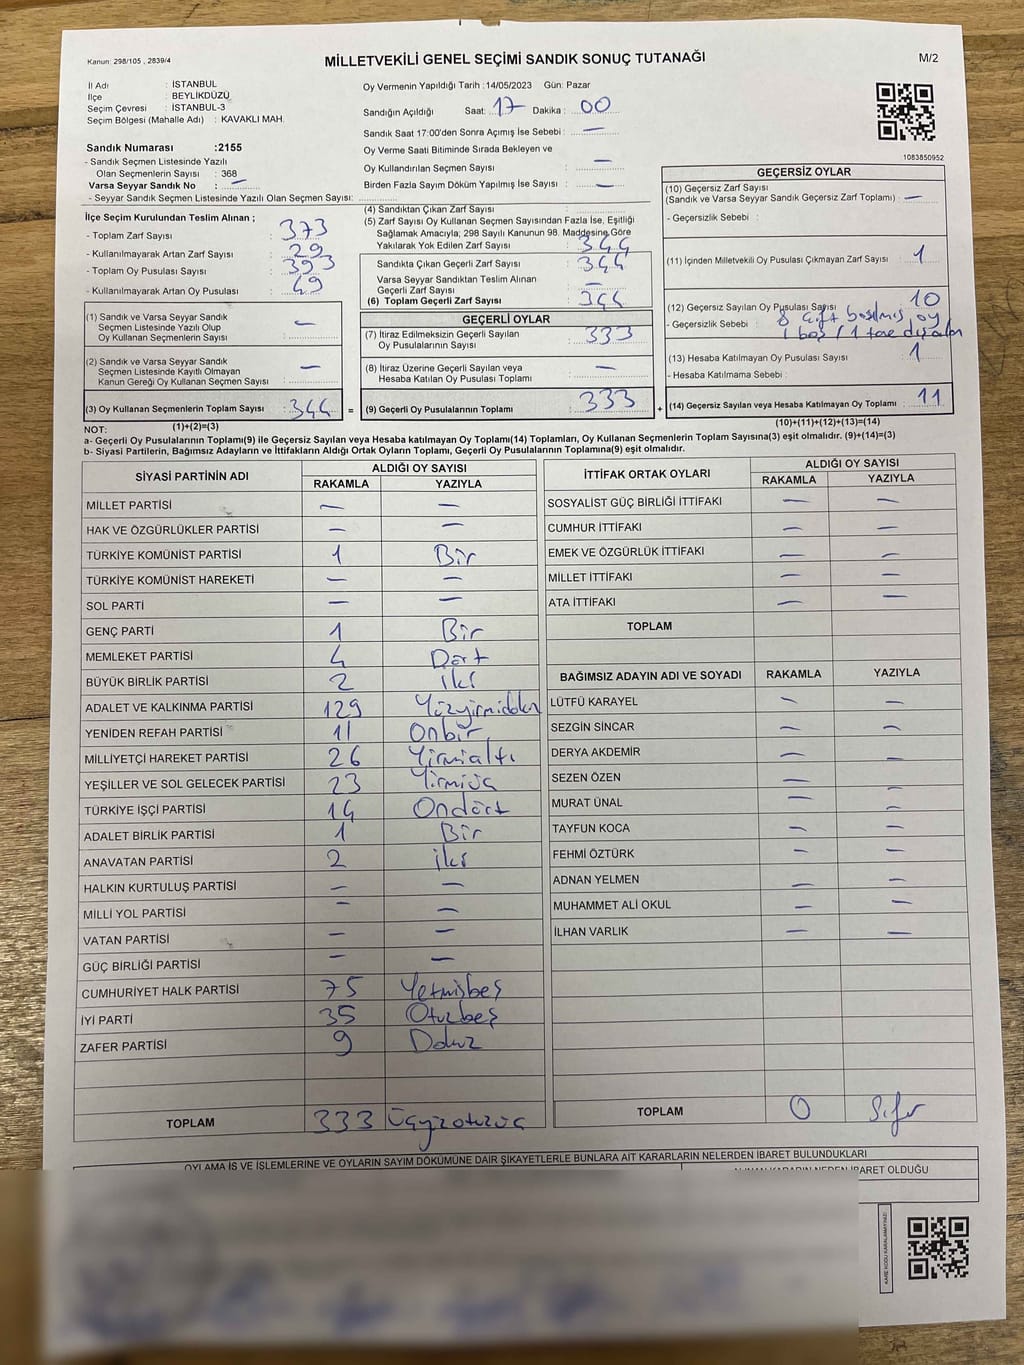 Kanun: 298/105 , 2839/4
MİLLETVEKİLİ GENEL SEÇİMİ SANDIK SONUÇ TUTANAĞI
M/2
İl Adı : İSTANBUL
İlçe : BEYLİKDÜZÜ
Seçim Çevresi : İSTANBUL-3
Seçim Bölgesi (Mahalle Adı) : KAVAKLI MAH.
Sandık Numarası :2155
- Sandık Seçmen Listesinde Yazılı
Olan Seçmenlerin Sayısı : 368
Varsa Seyyar Sandık No : —
- Seyyar Sandık Seçmen Listesinde Yazılı Olan Seçmen Sayısı:
Oy Vermenin Yapıldığı Tarih :14/05/2023 Gün: Pazar
Sandığın Açıldığı Saat: 17 Dakika : 00
Sandık Saat 17:00'den Sonra Açımış İse Sebebi : —
Oy Verme Saati Bitiminde Sırada Bekleyen ve
Oy Kullandırılan Seçmen Sayısı : —
Birden Fazla Sayım Döküm Yapılmış İse Sayısı : —
1083850952
İlçe Seçim Kurulundan Teslim Alınan ;
- Toplam Zarf Sayısı : 373
- Kullanılmayarak Artan Zarf Sayısı : 29
- Toplam Oy Pusulası Sayısı : 393
- Kullanılmayarak Artan Oy Pusulası : 49
(1) Sandık ve Varsa Seyyar Sandık
Seçmen Listesinde Yazılı Olup
Oy Kullanan Seçmenlerin Sayısı : —
(2) Sandık ve Varsa Seyyar Sandık
Seçmen Listesinde Kayıtlı Olmayan
Kanun Gereği Oy Kullanan Seçmen Sayısı : —
(3) Oy Kullanan Seçmenlerin Toplam Sayısı : 344 =
(1)+(2)=(3)
(4) Sandıktan Çıkan Zarf Sayısı :
(5) Zarf Sayısı Oy Kullanan Seçmen Sayısından Fazla İse, Eşitliği
Sağlamak Amacıyla; 298 Sayılı Kanunun 98. Maddesine Göre
Yakılarak Yok Edilen Zarf Sayısı : 344
Sandıkta Çıkan Geçerli Zarf Sayısı : 344
Varsa Seyyar Sandıktan Teslim Alınan
Geçerli Zarf Sayısı : —
(6) Toplam Geçerli Zarf Sayısı : 344
GEÇERLİ OYLAR
(7) İtiraz Edilmeksizin Geçerli Sayılan
Oy Pusulalarının Sayısı : 333
(8) İtiraz Üzerine Geçerli Sayılan veya
Hesaba Katılan Oy Pusulası Toplamı : —
(9) Geçerli Oy Pusulalarının Toplamı : 333 +
GEÇERSİZ OYLAR
(10) Geçersiz Zarf Sayısı
(Sandık ve Varsa Seyyar Sandık Geçersiz Zarf Toplamı) : —
- Geçersizlik Sebebi :
(11) İçinden Milletvekili Oy Pusulası Çıkmayan Zarf Sayısı : 1
(12) Geçersiz Sayılan Oy Pusulası Sayısı : 10
- Geçersizlik Sebebi : 8 çift basılmış oy
1 boş / 1 tane
(13) Hesaba Katılmayan Oy Pusulası Sayısı : 1
- Hesaba Katılmama Sebebi :
(14) Geçersiz Sayılan veya Hesaba Katılmayan Oy Toplamı : 11
(10)+(11)+(12)+(13)=(14)
NOT:
a- Geçerli Oy Pusulalarının Toplamı(9) ile Geçersiz Sayılan veya Hesaba katılmayan Oy Toplamı(14) Toplamları, Oy Kullanan Seçmenlerin Toplam Sayısına(3) eşit olmalıdır. (9)+(14)=(3)
b- Siyasi Partilerin, Bağımsız Adayların ve İttifakların Aldığı Ortak Oyların Toplamı, Geçerli Oy Pusulalarının Toplamına(9) eşit olmalıdır.
SİYASİ PARTİNİN ADI ALDIĞI OY SAYISI
RAKAMLA YAZIYLA
MİLLET PARTİSİ — —
HAK VE ÖZGÜRLÜKLER PARTİSİ — —
TÜRKİYE KOMÜNİST PARTİSİ 1 Bir
TÜRKİYE KOMÜNİST HAREKETİ — —
SOL PARTİ — —
GENÇ PARTİ 1 Bir
MEMLEKET PARTİSİ 4 Dört
BÜYÜK BİRLİK PARTİSİ 2 iki
ADALET VE KALKINMA PARTİSİ 129 Yüzyirmidokuz
YENİDEN REFAH PARTİSİ 11 Onbir
MİLLİYETÇİ HAREKET PARTİSİ 26 Yirmialtı
YEŞİLLER VE SOL GELECEK PARTİSİ 23 Yirmiüç
TÜRKİYE İŞÇİ PARTİSİ 14 Ondört
ADALET BİRLİK PARTİSİ 1 Bir
ANAVATAN PARTİSİ 2 iki
HALKIN KURTULUŞ PARTİSİ — —
MİLLİ YOL PARTİSİ — —
VATAN PARTİSİ — —
GÜÇ BİRLİĞİ PARTİSİ — —
CUMHURİYET HALK PARTİSİ 75 Yetmişbeş
İYİ PARTİ 35 Otuzbeş
ZAFER PARTİSİ 9 Dokuz
TOPLAM 333 Üçyüzotuzüç
İTTİFAK ORTAK OYLARI ALDIĞI OY SAYISI
RAKAMLA YAZIYLA
SOSYALİST GÜÇ BİRLİĞİ İTTİFAKI — —
CUMHUR İTTİFAKI — —
EMEK VE ÖZGÜRLÜK İTTİFAKI — —
MİLLET İTTİFAKI — —
ATA İTTİFAKI — —
TOPLAM
BAĞIMSIZ ADAYIN ADI VE SOYADI RAKAMLA YAZIYLA
LÜTFÜ KARAYEL — —
SEZGİN SİNCAR — —
DERYA AKDEMİR — —
SEZEN ÖZEN — —
MURAT ÜNAL — —
TAYFUN KOCA — —
FEHMİ ÖZTÜRK — —
ADNAN YELMEN — —
MUHAMMET ALİ OKUL — —
İLHAN VARLIK — —
TOPLAM 0 Sıfır
OYLAMA İŞ VE İŞLEMLERİNE VE OYLARIN SAYIM DÖKÜMÜNE DAİR ŞİKAYETLERLE BUNLARA AİT KARARLARIN NELERDEN İBARET BULUNDUKLARI
ALINAN KARARIN NEDEN İBARET OLDUĞU
KARE KODU KARALAMAYINIZ!